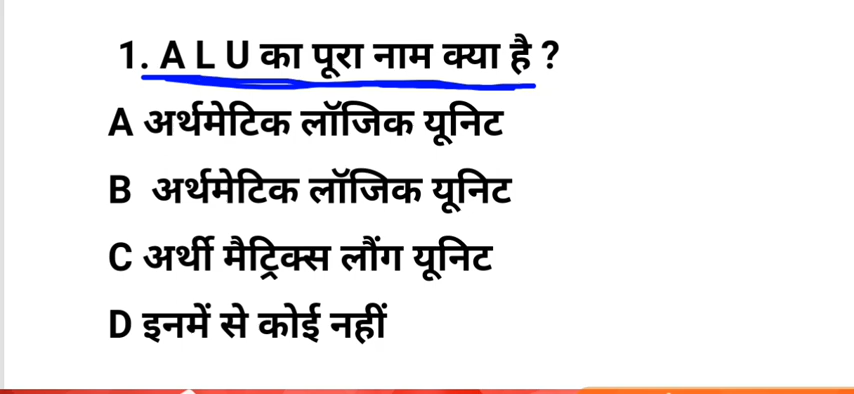 1. A L U का पूरा नाम क्या है ?
A अर्थमेटिक लॉजिक यूनिट
B अर्थमेटिक लॉजिक यूनिट
C अर्थी मैट्रिक्स लौंग यूनिट
D इनमें से कोई नहीं